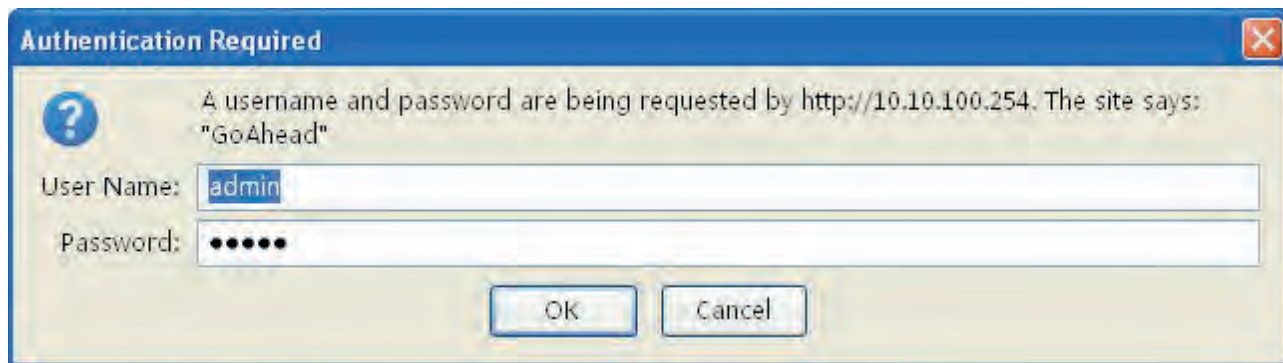 Authentication Required
A username and password are being requested by http://10.10.100.254. The site says:
"GoAhead"
User Name: admin
Password: •••••
OK Cancel